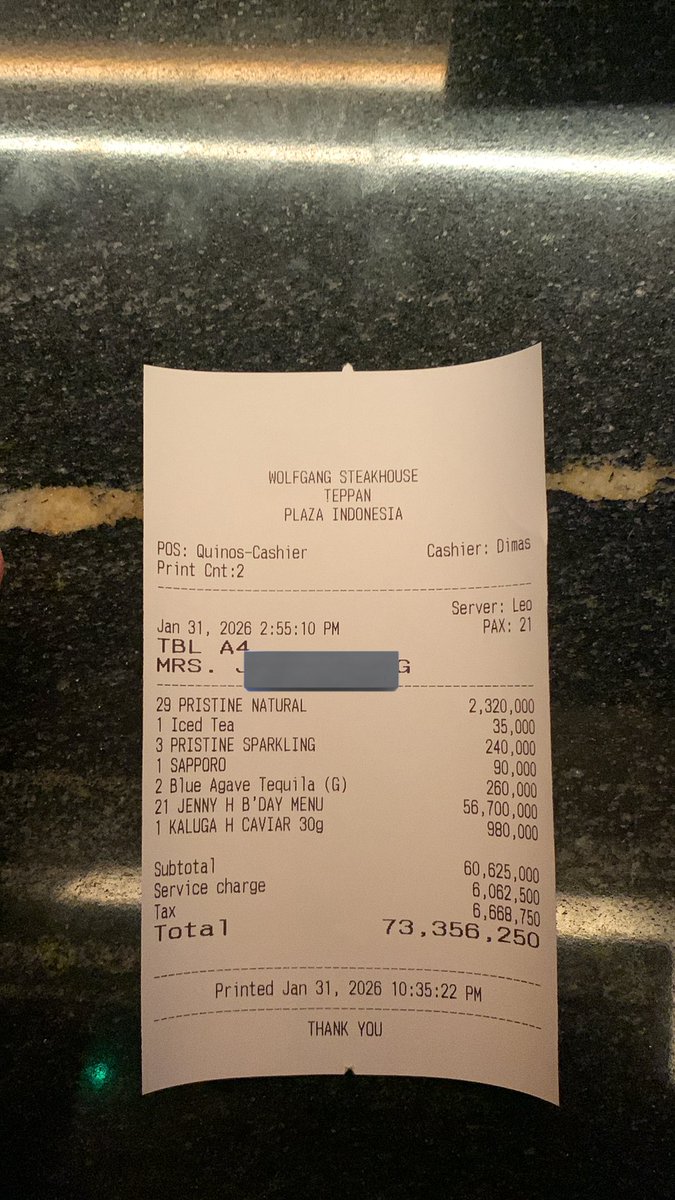 WOLFGANG STEAKHOUSE
TEPPAN
PLAZA INDONESIA
POS: Quinos-Cashier Cashier: Dimas
Print Cnt:2
Server: Leo
Jan 31, 2026 2:55:10 PM PAX: 21
TBL A4
MRS. J G
29 PRISTINE NATURAL 2,320,000
1 Iced Tea 35,000
3 PRISTINE SPARKLING 240,000
1 SAPPORO 90,000
2 Blue Agave Tequila (G) 260,000
21 JENNY H B'DAY MENU 56,700,000
1 KALUGA H CAVIAR 30g 980,000
Subtotal 60,625,000
Service charge 6,062,500
Tax 6,668,750
Total 73,356,250
Printed Jan 31, 2026 10:35:22 PM
THANK YOU